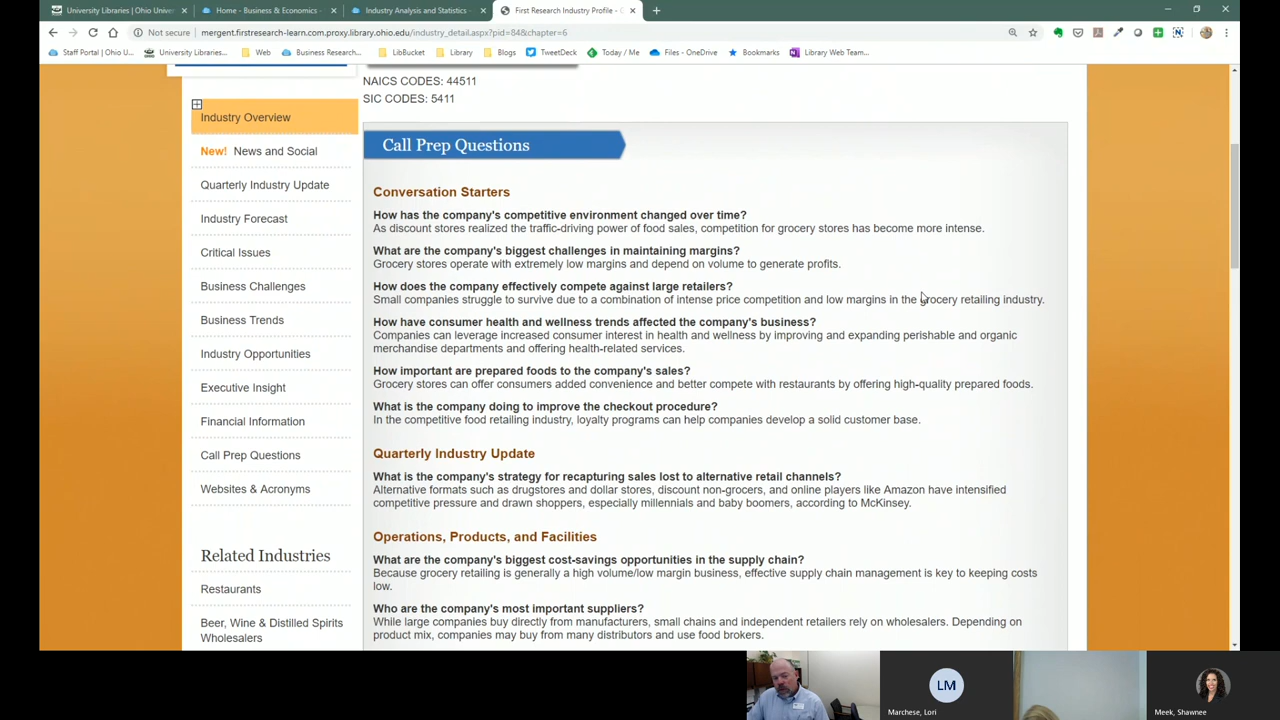 University Libraries | Ohio Univer
Home - Business & Economics -
Industry Analysis and Statistics -
First Research Industry Profile - G
Not secure
mergent.firstresearch-learn.com.proxy.library.ohio.edu/industry_detail.aspx?pid=84&chapter=6
Staff Portal | Ohio U...
University Libraries...
Web
Business Research...
LibBucket
Library
Blogs
TweetDeck
Today / Me
Files - OneDrive
Bookmarks
Library Web Team...
NAICS CODES: 44511
SIC CODES: 5411
Industry Overview
New! News and Social
Quarterly Industry Update
Industry Forecast
Critical Issues
Business Challenges
Business Trends
Industry Opportunities
Executive Insight
Financial Information
Call Prep Questions
Websites & Acronyms
Related Industries
Restaurants
Beer, Wine & Distilled Spirits
Wholesalers
Call Prep Questions
Conversation Starters
How has the company's competitive environment changed over time?
As discount stores realized the traffic-driving power of food sales, competition for grocery stores has become more intense.
What are the company's biggest challenges in maintaining margins?
Grocery stores operate with extremely low margins and depend on volume to generate profits.
How does the company effectively compete against large retailers?
Small companies struggle to survive due to a combination of intense price competition and low margins in the grocery retailing industry.
How have consumer health and wellness trends affected the company's business?
Companies can leverage increased consumer interest in health and wellness by improving and expanding perishable and organic
merchandise departments and offering health-related services.
How important are prepared foods to the company's sales?
Grocery stores can offer consumers added convenience and better compete with restaurants by offering high-quality prepared foods.
What is the company doing to improve the checkout procedure?
In the competitive food retailing industry, loyalty programs can help companies develop a solid customer base.
Quarterly Industry Update
What is the company's strategy for recapturing sales lost to alternative retail channels?
Alternative formats such as drugstores and dollar stores, discount non-grocers, and online players like Amazon have intensified
competitive pressure and drawn shoppers, especially millennials and baby boomers, according to McKinsey.
Operations, Products, and Facilities
What are the company's biggest cost-savings opportunities in the supply chain?
Because grocery retailing is generally a high volume/low margin business, effective supply chain management is key to keeping costs
low.
Who are the company's most important suppliers?
While large companies buy directly from manufacturers, small chains and independent retailers rely on wholesalers. Depending on
product mix, companies may buy from many distributors and use food brokers.
LM
Marchese, Lori
Meek, Shawnee